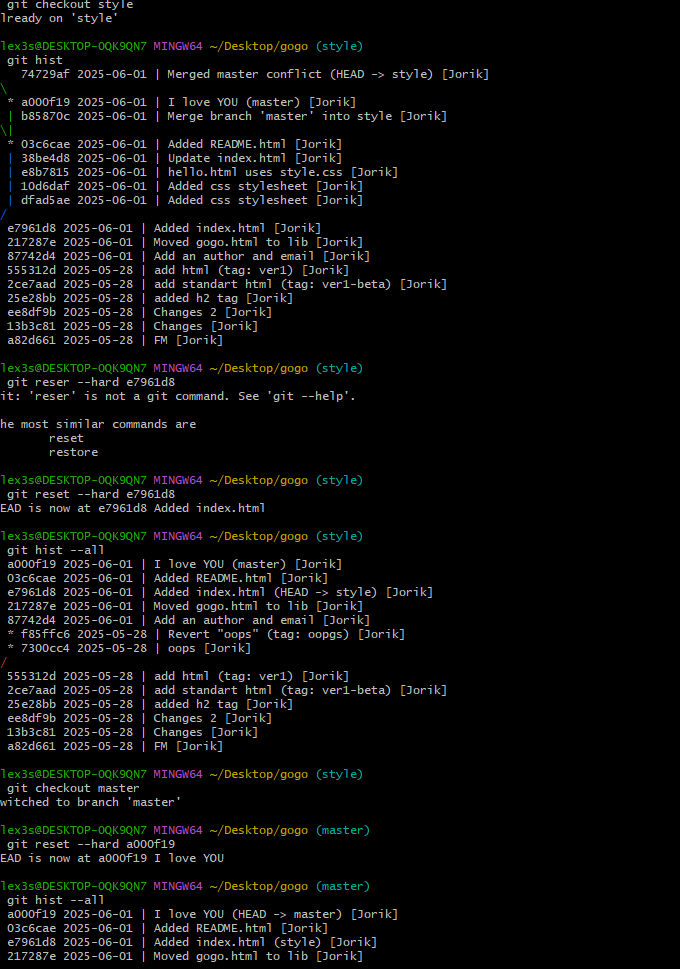 git checkout style
lready on 'style'
lex3s@DESKTOP-OQK9QN7 MINGW64 ~/Desktop/gogo (style)
git hist
74729af 2025-06-01 | Merged master conflict (HEAD -> style) [Jorik]
\
* a000f19 2025-06-01 | I love YOU (master) [Jorik]
| b85870c 2025-06-01 | Merge branch 'master' into style [Jorik]
\|
* 03c6cae 2025-06-01 | Added README.html [Jorik]
| 38be4d8 2025-06-01 | Update index.html [Jorik]
| e8b7815 2025-06-01 | hello.html uses style.css [Jorik]
| 10d6daf 2025-06-01 | Added css stylesheet [Jorik]
| dfad5ae 2025-06-01 | Added css stylesheet [Jorik]
/
e7961d8 2025-06-01 | Added index.html [Jorik]
217287e 2025-06-01 | Moved gogo.html to lib [Jorik]
87742d4 2025-06-01 | Add an author and email [Jorik]
555312d 2025-05-28 | add html (tag: ver1) [Jorik]
2ce7aad 2025-05-28 | add standart html (tag: ver1-beta) [Jorik]
25e28bb 2025-05-28 | added h2 tag [Jorik]
ee8df9b 2025-05-28 | Changes 2 [Jorik]
13b3c81 2025-05-28 | Changes [Jorik]
a82d661 2025-05-28 | FM [Jorik]
lex3s@DESKTOP-OQK9QN7 MINGW64 ~/Desktop/gogo (style)
git reser --hard e7961d8
it: 'reser' is not a git command. See 'git --help'.
he most similar commands are
reset
restore
lex3s@DESKTOP-OQK9QN7 MINGW64 ~/Desktop/gogo (style)
git reset --hard e7961d8
EAD is now at e7961d8 Added index.html
lex3s@DESKTOP-OQK9QN7 MINGW64 ~/Desktop/gogo (style)
git hist --all
a000f19 2025-06-01 | I love YOU (master) [Jorik]
03c6cae 2025-06-01 | Added README.html [Jorik]
e7961d8 2025-06-01 | Added index.html (HEAD -> style) [Jorik]
217287e 2025-06-01 | Moved gogo.html to lib [Jorik]
87742d4 2025-06-01 | Add an author and email [Jorik]
* f85ffc6 2025-05-28 | Revert "oops" (tag: oopgs) [Jorik]
* 7300cc4 2025-05-28 | oops [Jorik]
/
555312d 2025-05-28 | add html (tag: ver1) [Jorik]
2ce7aad 2025-05-28 | add standart html (tag: ver1-beta) [Jorik]
25e28bb 2025-05-28 | added h2 tag [Jorik]
ee8df9b 2025-05-28 | Changes 2 [Jorik]
13b3c81 2025-05-28 | Changes [Jorik]
a82d661 2025-05-28 | FM [Jorik]
lex3s@DESKTOP-OQK9QN7 MINGW64 ~/Desktop/gogo (style)
git checkout master
witched to branch 'master'
lex3s@DESKTOP-OQK9QN7 MINGW64 ~/Desktop/gogo (master)
git reset --hard a000f19
EAD is now at a000f19 I love YOU
lex3s@DESKTOP-OQK9QN7 MINGW64 ~/Desktop/gogo (master)
git hist --all
a000f19 2025-06-01 | I love YOU (HEAD -> master) [Jorik]
03c6cae 2025-06-01 | Added README.html [Jorik]
e7961d8 2025-06-01 | Added index.html (style) [Jorik]
217287e 2025-06-01 | Moved gogo.html to lib [Jorik]